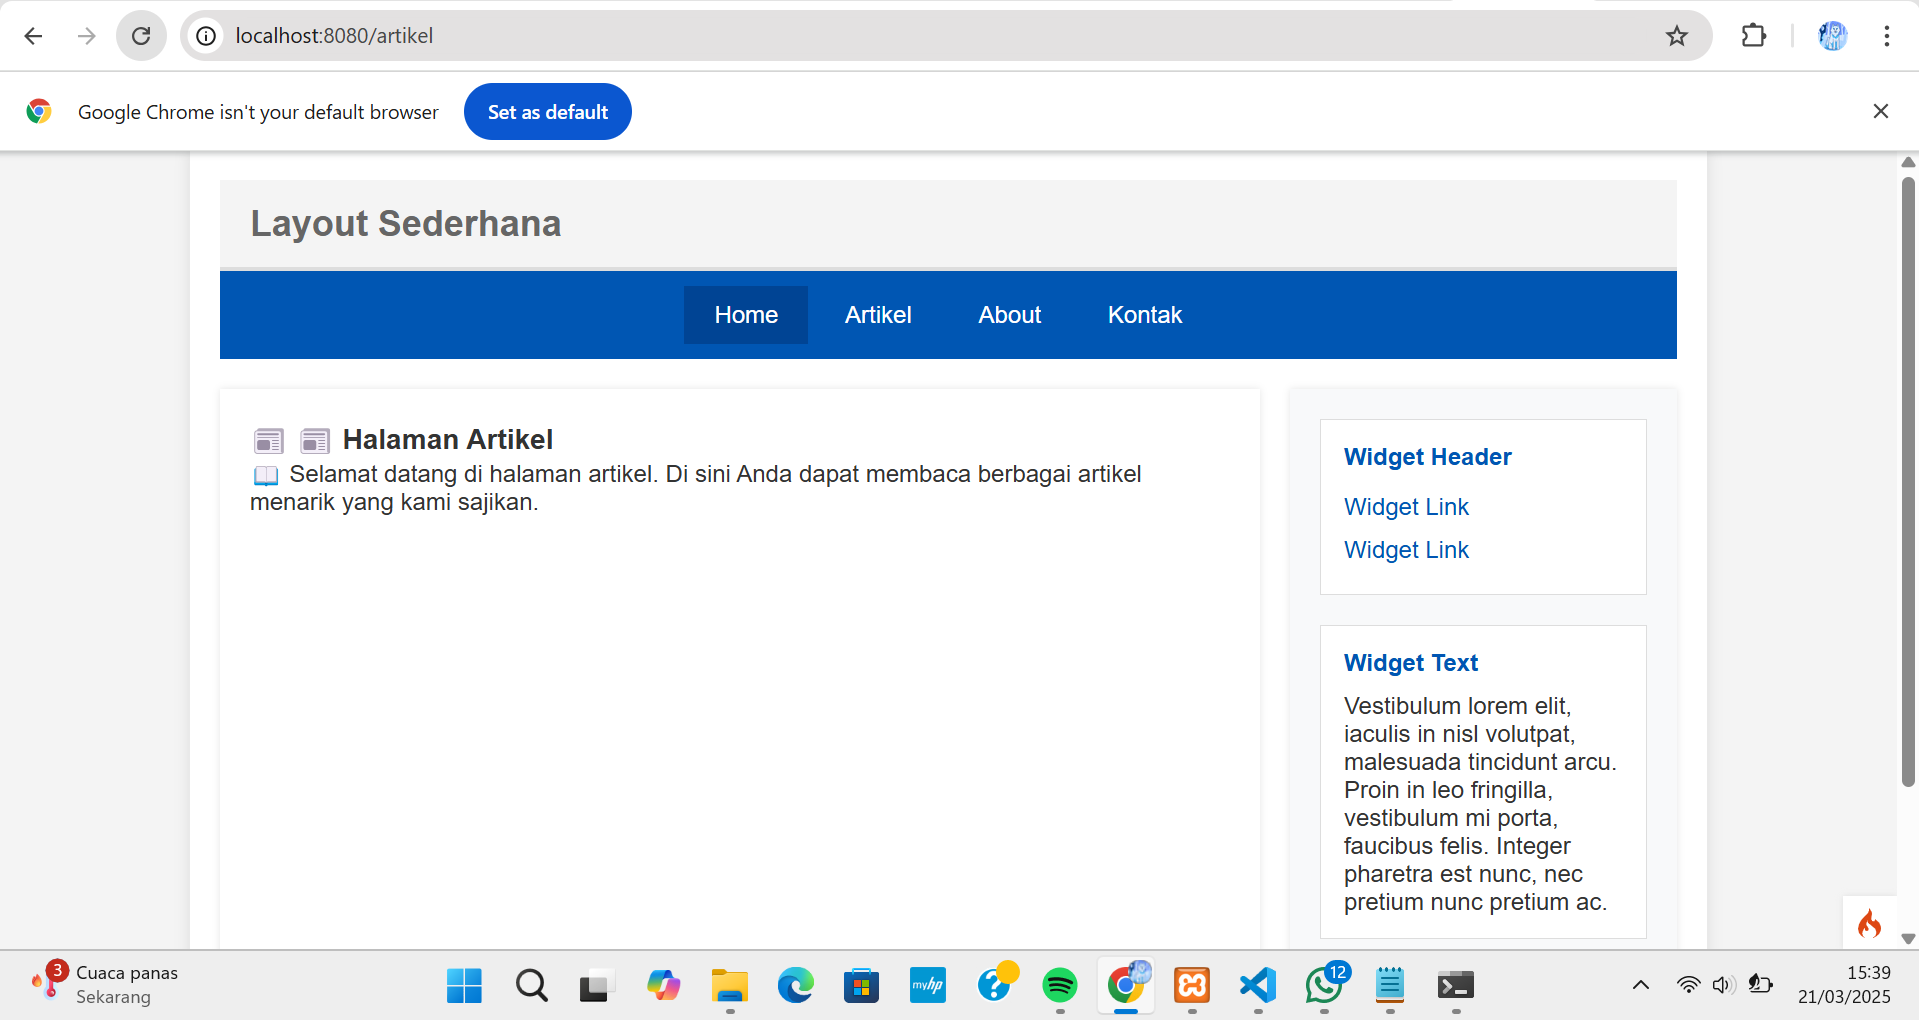 localhost:8080/artikel
Google Chrome isn't your default browser
Set as default
Layout Sederhana
Home
Artikel
About
Kontak
Halaman Artikel
Selamat datang di halaman artikel. Di sini Anda dapat membaca berbagai artikel
menarik yang kami sajikan.
Widget Header
Widget Link
Widget Link
Widget Text
Vestibulum lorem elit,
iaculis in nisl volutpat,
malesuada tincidunt arcu.
Proin in leo fringilla,
vestibulum mi porta,
faucibus felis. Integer
pharetra est nunc, nec
pretium nunc pretium ac.
3
Cuaca panas
Sekarang
myhp
12
15:39
21/03/2025